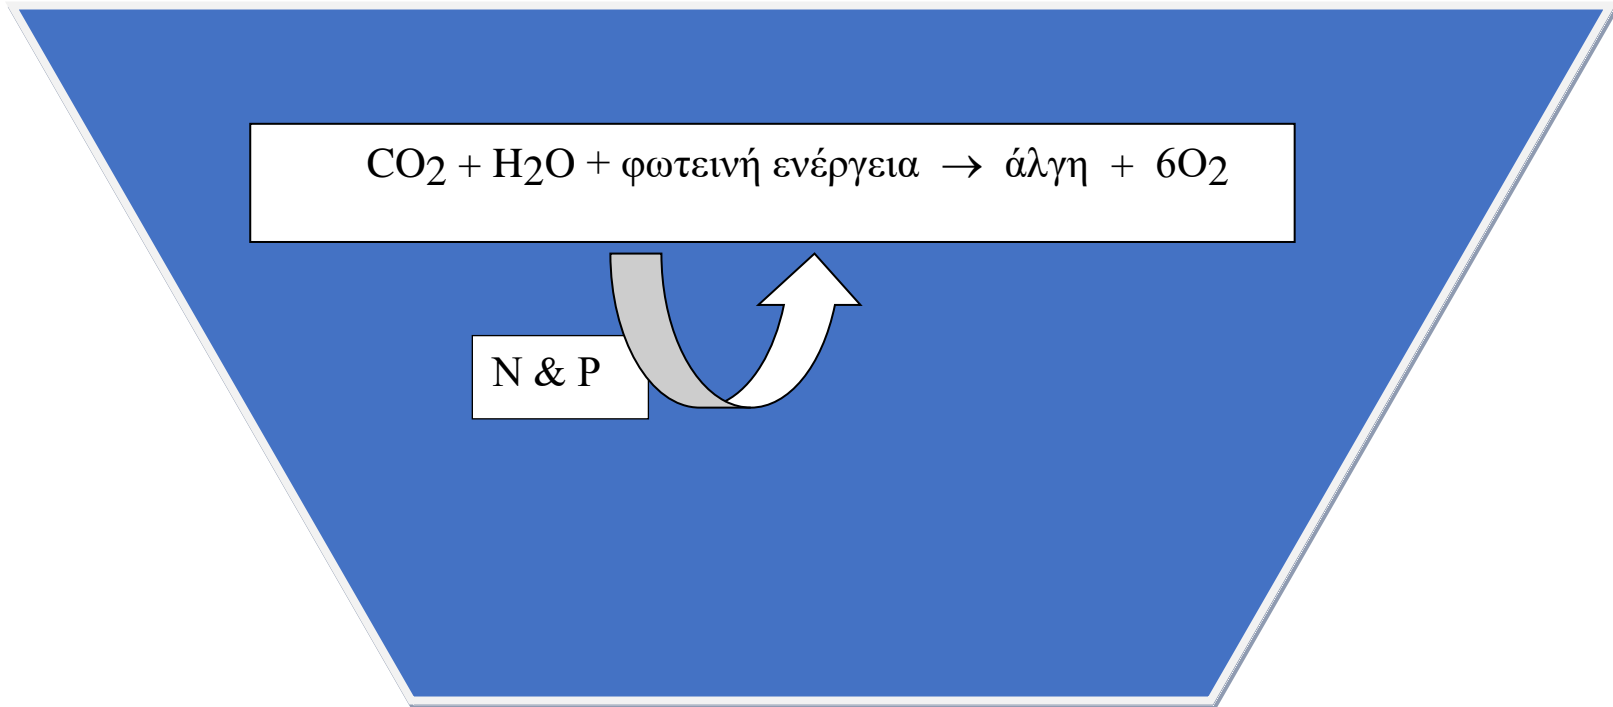 CO2 + H2O + φωτεινή ενέργεια → άλγη + 6O2
N & P